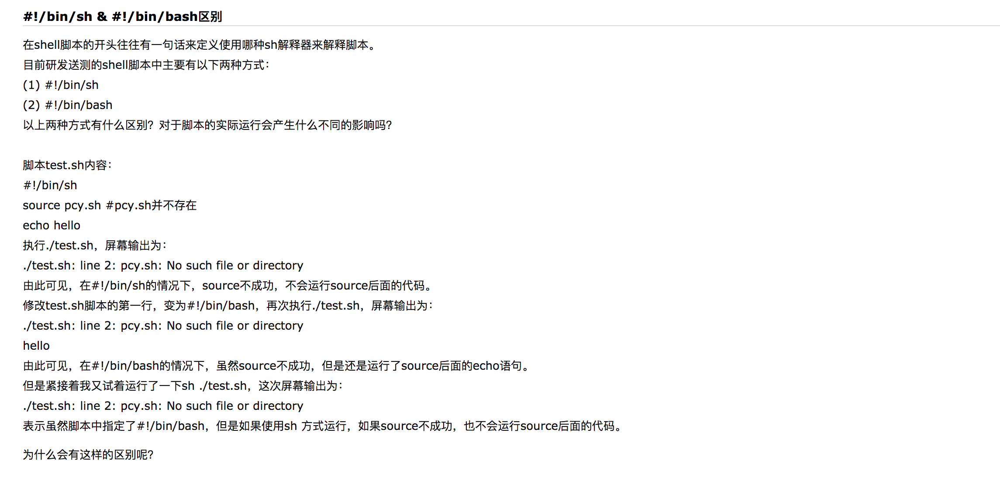 #!/bin/sh & #!/bin/bash区别
在shell脚本的开头往往有一句话来定义使用哪种sh解释器来解释脚本。
目前研发送测的shell脚本中主要有以下两种方式：
(1) #!/bin/sh
(2) #!/bin/bash
以上两种方式有什么区别？对于脚本的实际运行会产生什么不同的影响吗？
脚本test.sh内容：
#!/bin/sh
source pcy.sh #pcy.sh并不存在
echo hello
执行./test.sh，屏幕输出为：
./test.sh: line 2: pcy.sh: No such file or directory
由此可见，在#!/bin/sh的情况下，source不成功，不会运行source后面的代码。
修改test.sh脚本的第一行，变为#!/bin/bash，再次执行./test.sh，屏幕输出为：
./test.sh: line 2: pcy.sh: No such file or directory
hello
由此可见，在#!/bin/bash的情况下，虽然source不成功，但是还是运行了source后面的echo语句。
但是紧接着我又试着运行了一下sh ./test.sh，这次屏幕输出为：
./test.sh: line 2: pcy.sh: No such file or directory
表示虽然脚本中指定了#!/bin/bash，但是如果使用sh 方式运行，如果source不成功，也不会运行source后面的代码。
为什么会有这样的区别呢？